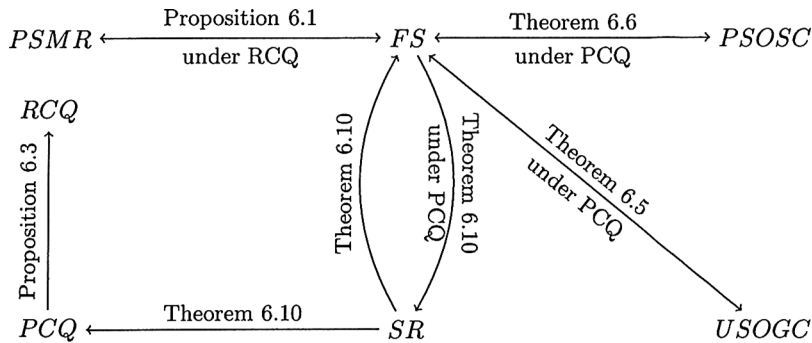 Proposition 6.1
Theorem 6.6
PSMR
FS
PSOSC
under RCQ
under PCQ
RCQ
Proposition 6.3
Theorem 6.10
Theorem 6.10
under PCQ
Theorem 6.5
under PCQ
Theorem 6.10
PCQ
SR
USOGC